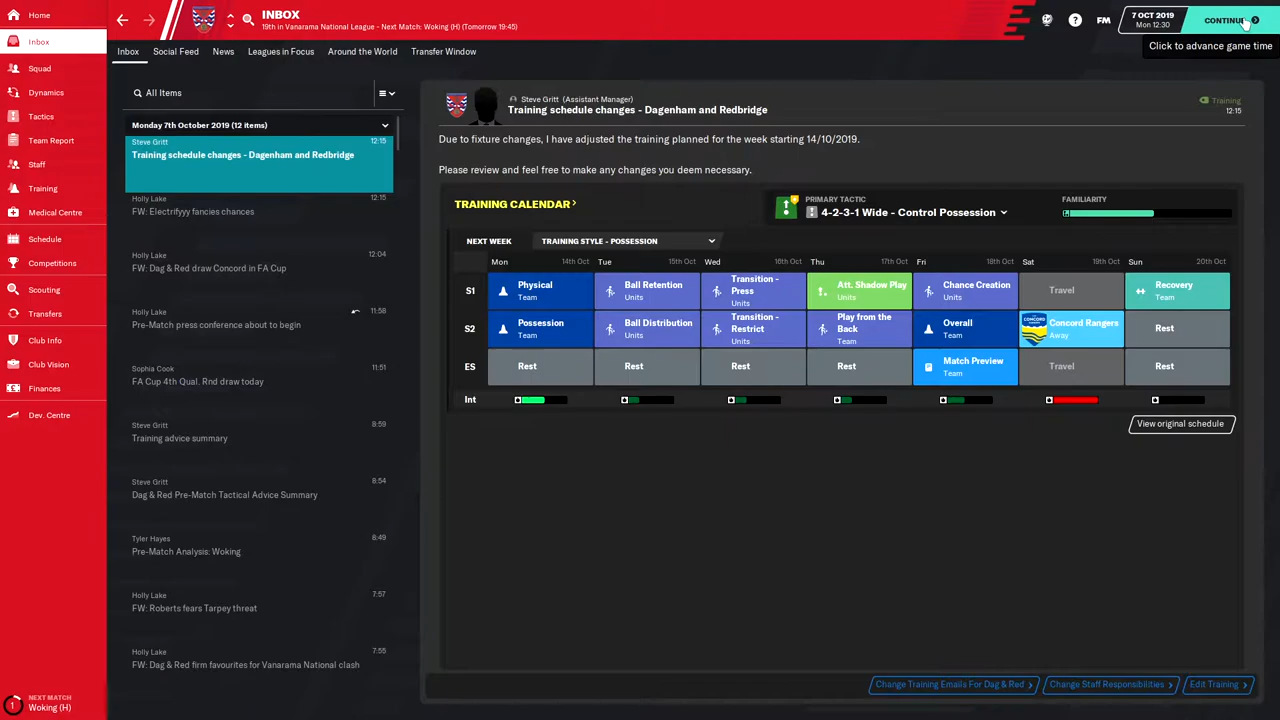 Home
Inbox
Squad
Dynamics
Tactics
Team Report
Staff
Training
Medical Centre
Schedule
Competitions
Scouting
Transfers
Club Info
Club Vision
Finances
Dev. Centre
1
NEXT MATCH
Woking (H)
INBOX
19th in Vanarama National League - Next Match: Woking (H) (Tomorrow 19:45)
?
FM
7 OCT 2019
Mon 12:30
Click to advance game time
Inbox
Social Feed
News
Leagues in Focus
Around the World
Transfer Window
All Items
Monday 7th October 2019 (12 items)
Steve Gritt
12:15
Training schedule changes - Dagenham and Redbridge
Holly Lake
12:15
FW: Electrifyyy fancies chances
Holly Lake
12:04
FW: Dag & Red draw Concord in FA Cup
Holly Lake
11:58
Pre-Match press conference about to begin
Sophia Cook
11:51
FA Cup 4th Qual. Rnd draw today
Steve Gritt
8:59
Training advice summary
Steve Gritt
8:54
Dag & Red Pre-Match Tactical Advice Summary
Tyler Hayes
8:49
Pre-Match Analysis: Woking
Holly Lake
7:57
FW: Roberts fears Tarpey threat
Holly Lake
7:55
FW: Dag & Red firm favourites for Vanarama National clash
Steve Gritt (Assistant Manager)
Training schedule changes - Dagenham and Redbridge
Training
12:15
Due to fixture changes, I have adjusted the training planned for the week starting 14/10/2019.
Please review and feel free to make any changes you deem necessary.
TRAINING CALENDAR
PRIMARY TACTIC
4-2-3-1 Wide - Control Possession
FAMILIARITY
NEXT WEEK
TRAINING STYLE - POSSESSION
Mon 14th Oct Tue 15th Oct Wed 16th Oct Thu 17th Oct Fri 18th Oct Sat 19th Oct Sun 20th Oct
S1
Physical
Team
Ball Retention
Units
Transition -
Press
Units
Att. Shadow Play
Units
Chance Creation
Units
Travel
Recovery
Team
S2
Possession
Team
Ball Distribution
Units
Transition -
Restrict
Units
Play from the
Back
Team
Overall
Team
Concord Rangers
Away
Rest
ES
Rest
Rest
Rest
Rest
Match Preview
Team
Travel
Rest
Int
View original schedule
Change Training Emails For Dag & Red
Change Staff Responsibilities
Edit Training